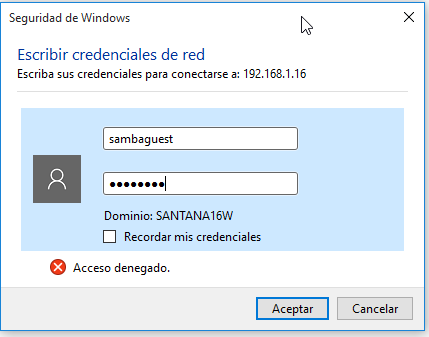 Seguridad de Windows
Escribir credenciales de red
Escriba sus credenciales para conectarse a: 192.168.1.16
sambaguest
●●●●●●●●
Dominio: SANTANA16W
Recordar mis credenciales
Acceso denegado.
Aceptar
Cancelar